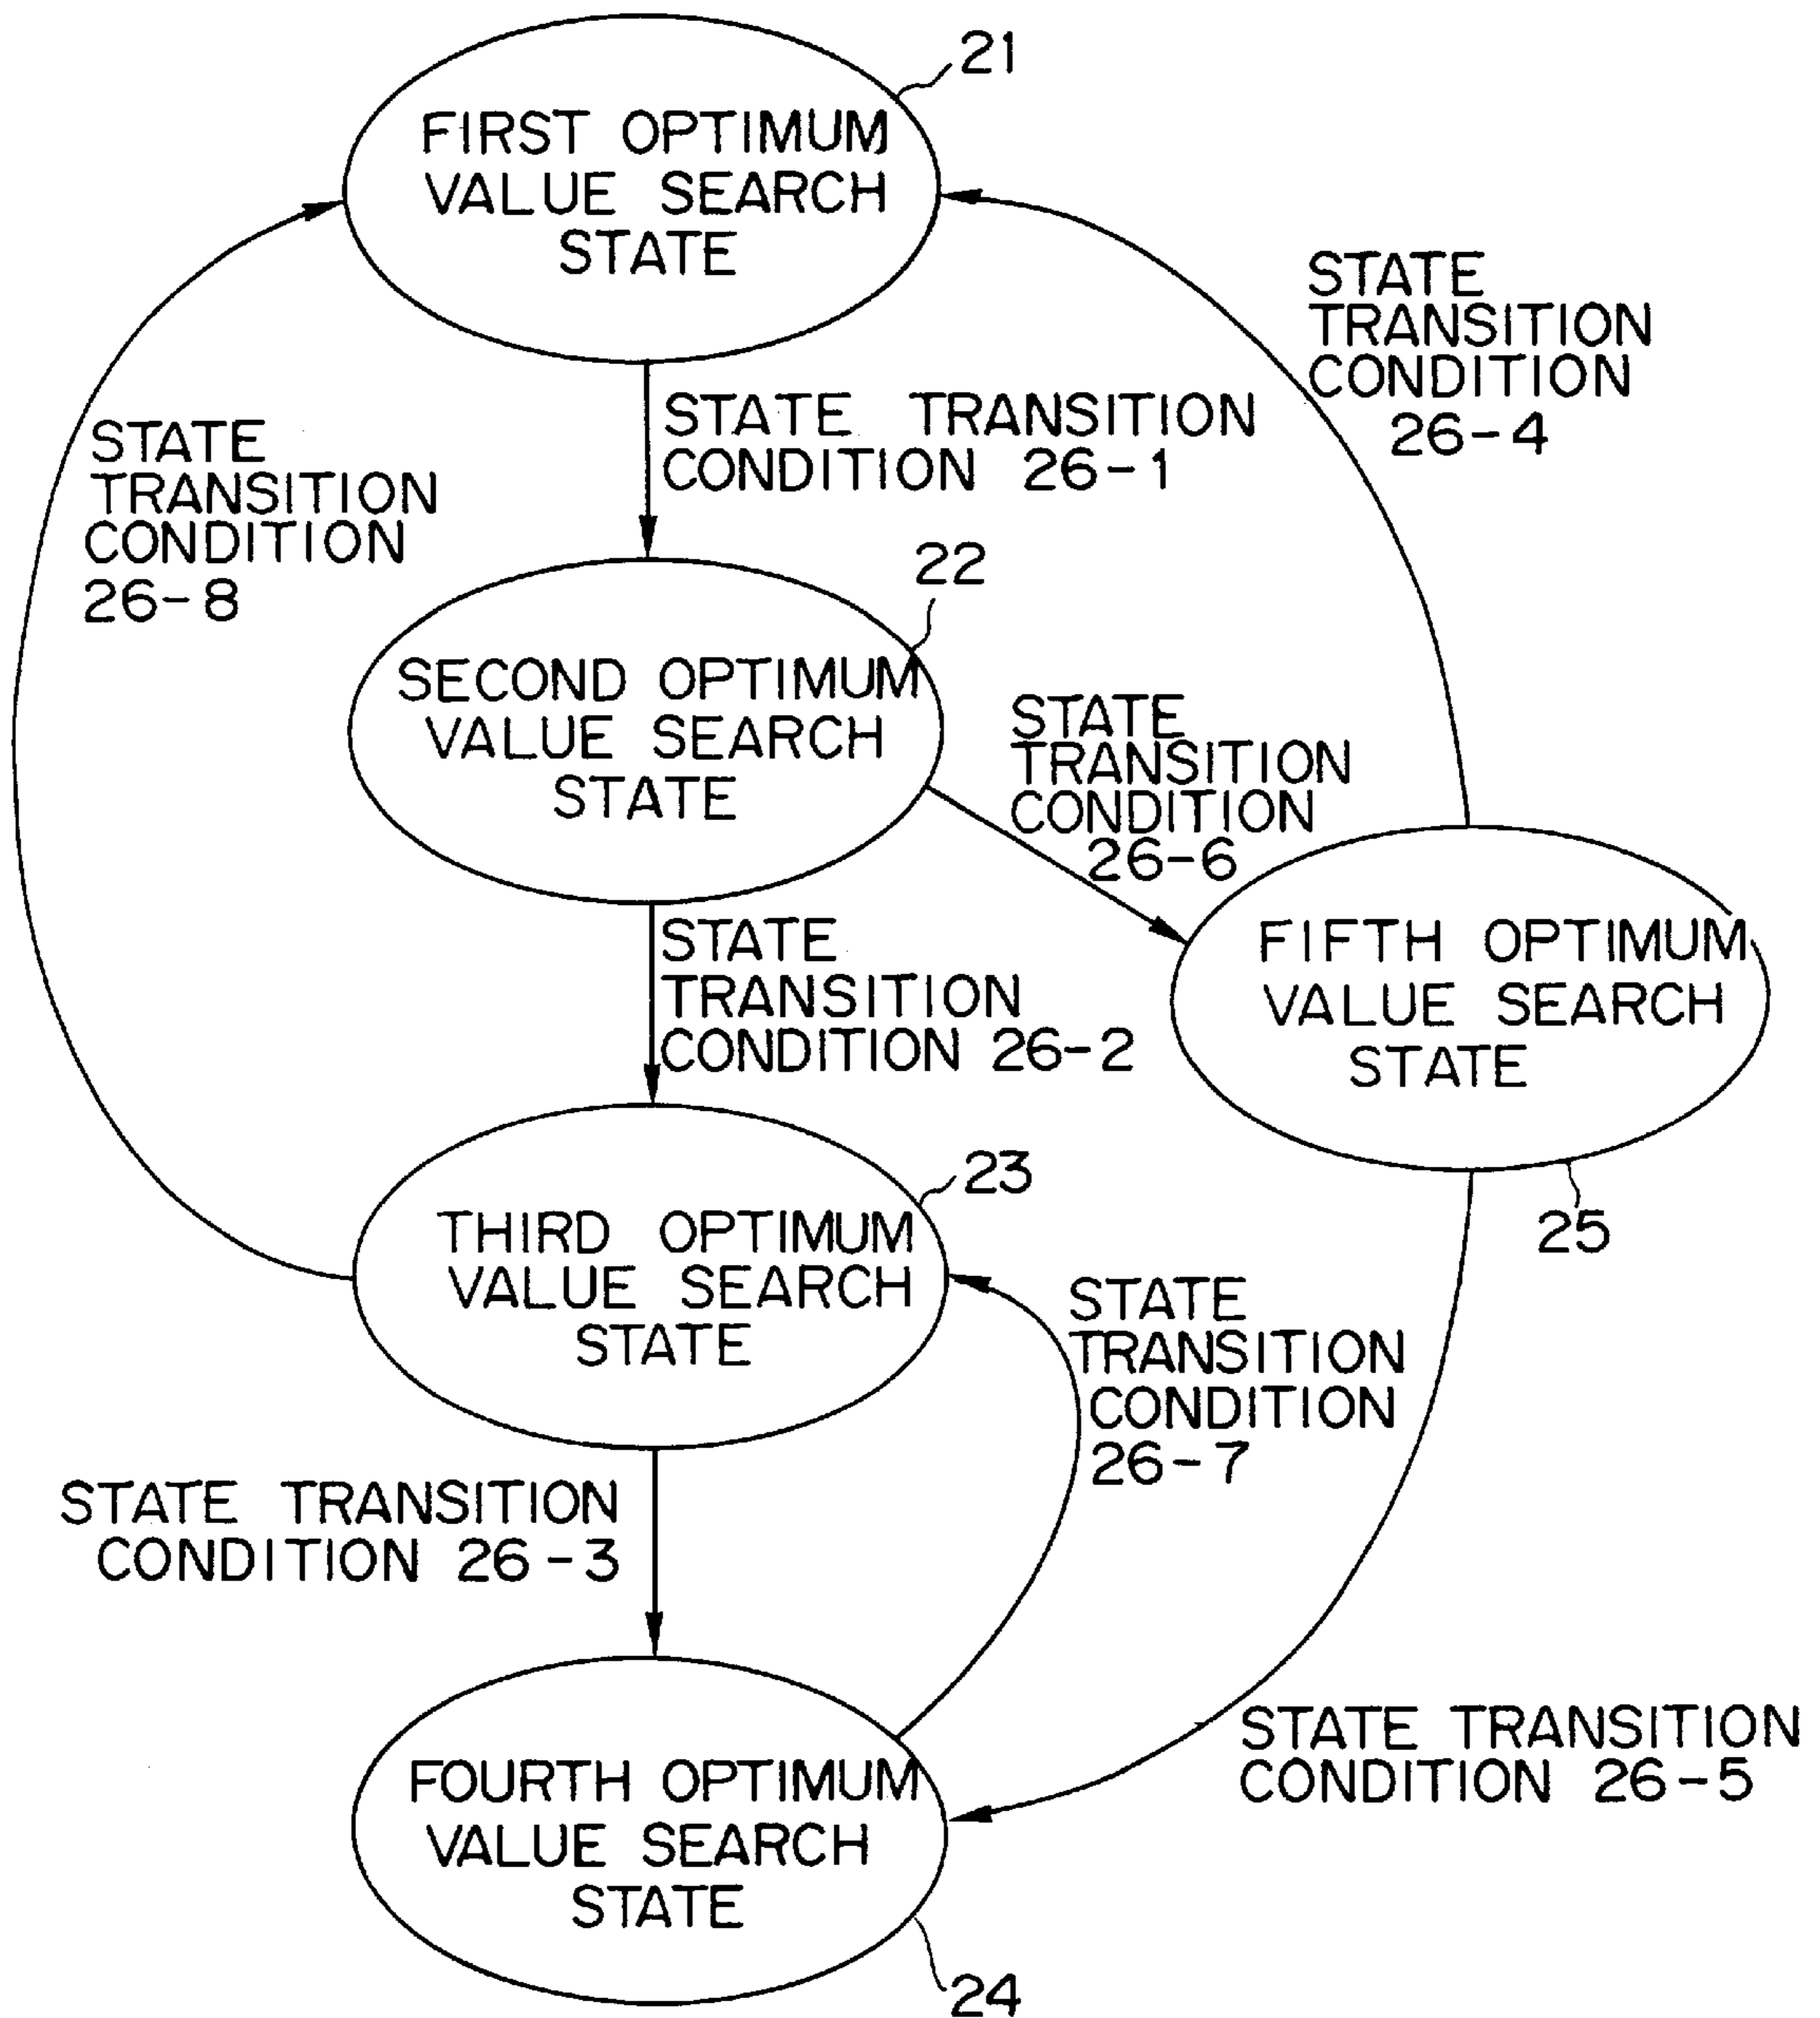 21
FIRST OPTIMUM
VALUE SEARCH
STATE
STATE
TRANSITION
CONDITION
26-4
STATE TRANSITION
CONDITION 26-1
STATE
TRANSITION
CONDITION
26-8
22
SECOND OPTIMUM
VALUE SEARCH
STATE
STATE
TRANSITION
CONDITION
26-6
STATE
TRANSITION
CONDITION 26-2
FIFTH OPTIMUM
VALUE SEARCH
STATE
25
23
THIRD OPTIMUM
VALUE SEARCH
STATE
STATE
TRANSITION
CONDITION
26-7
STATE TRANSITION
CONDITION 26-3
STATE TRANSITION
CONDITION 26-5
FOURTH OPTIMUM
VALUE SEARCH
STATE
24